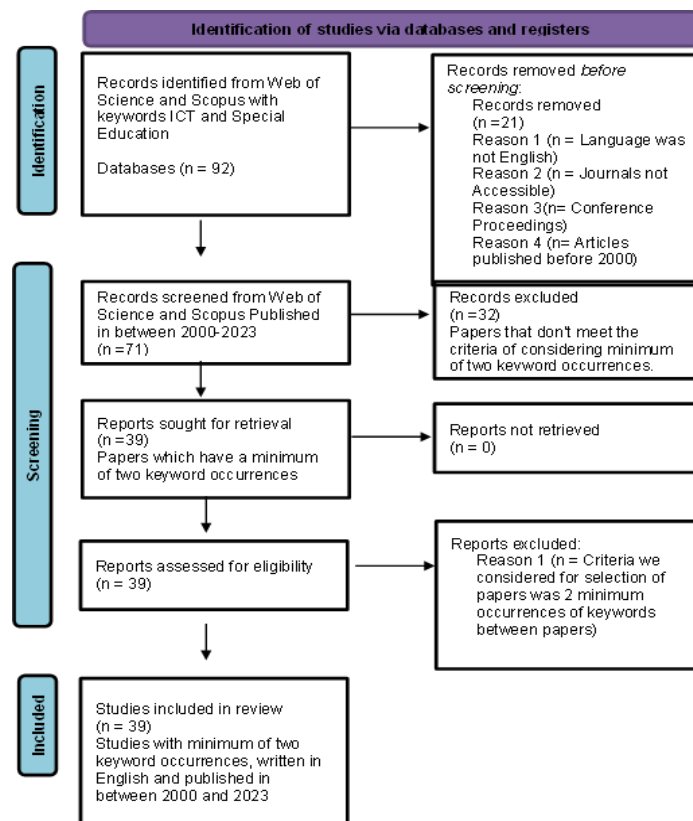 Identification of studies via databases and registers
Identification
Records identified from Web of
Science and Scopus with
keywords ICT and Special
Education
Databases (n = 92)
Records removed before
screening:
Records removed
(n =21)
Reason 1 (n = Language was
not English)
Reason 2 (n = Journals not
Accessible)
Reason 3(n= Conference
Proceedings)
Reason 4 (n= Articles
published before 2000)
Screening
Records screened from Web of
Science and Scopus Published
in between 2000-2023
(n =71)
Records excluded
(n =32)
Papers that don't meet the
criteria of considering minimum
of two keyword occurrences.
Reports sought for retrieval
(n =39)
Papers which have a minimum
of two keyword occurrences
Reports not retrieved
(n = 0)
Reports assessed for eligibility
(n = 39)
Reports excluded:
Reason 1 (n = Criteria we
considered for selection of
papers was 2 minimum
occurrences of keywords
between papers)
Included
Studies included in review
(n = 39)
Studies with minimum of two
keyword occurrences, written in
English and published in
between 2000 and 2023